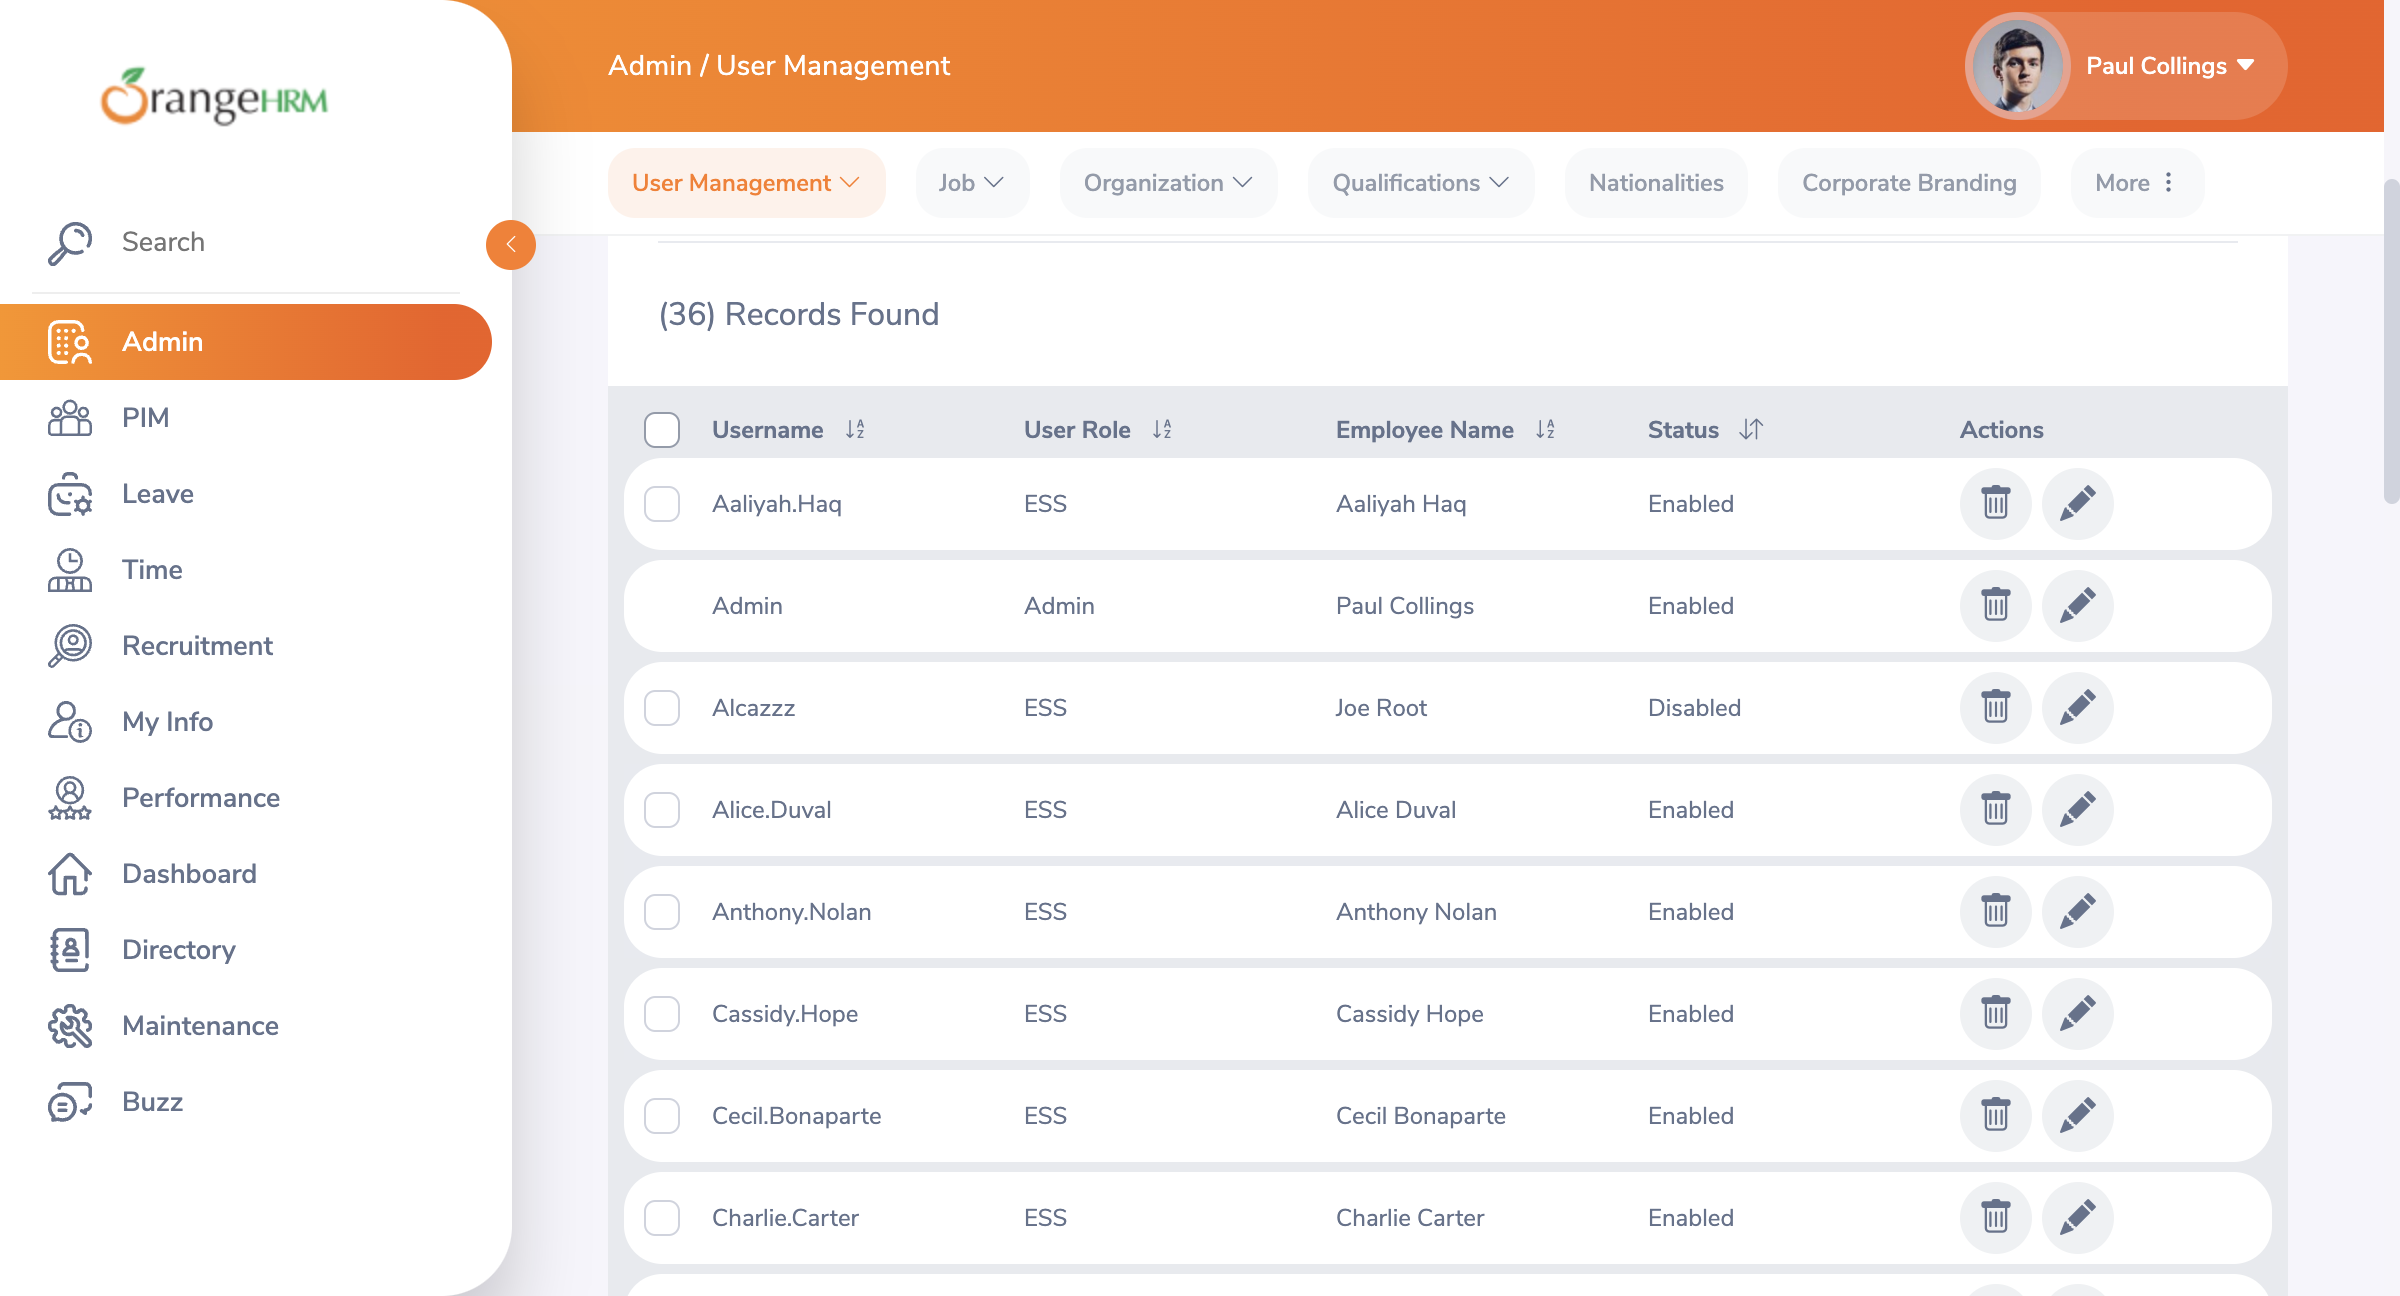 OrangeHRM
Search
Admin
PIM
Leave
Time
Recruitment
My Info
Performance
Dashboard
Directory
Maintenance
Buzz
Admin / User Management
Paul Collings
User Management
Job
Organization
Qualifications
Nationalities
Corporate Branding
More
(36) Records Found
Username User Role Employee Name Status Actions
Aaliyah.Haq ESS Aaliyah Haq Enabled
Admin Admin Paul Collings Enabled
Alcazzz ESS Joe Root Disabled
Alice.Duval ESS Alice Duval Enabled
Anthony.Nolan ESS Anthony Nolan Enabled
Cassidy.Hope ESS Cassidy Hope Enabled
Cecil.Bonaparte ESS Cecil Bonaparte Enabled
Charlie.Carter ESS Charlie Carter Enabled